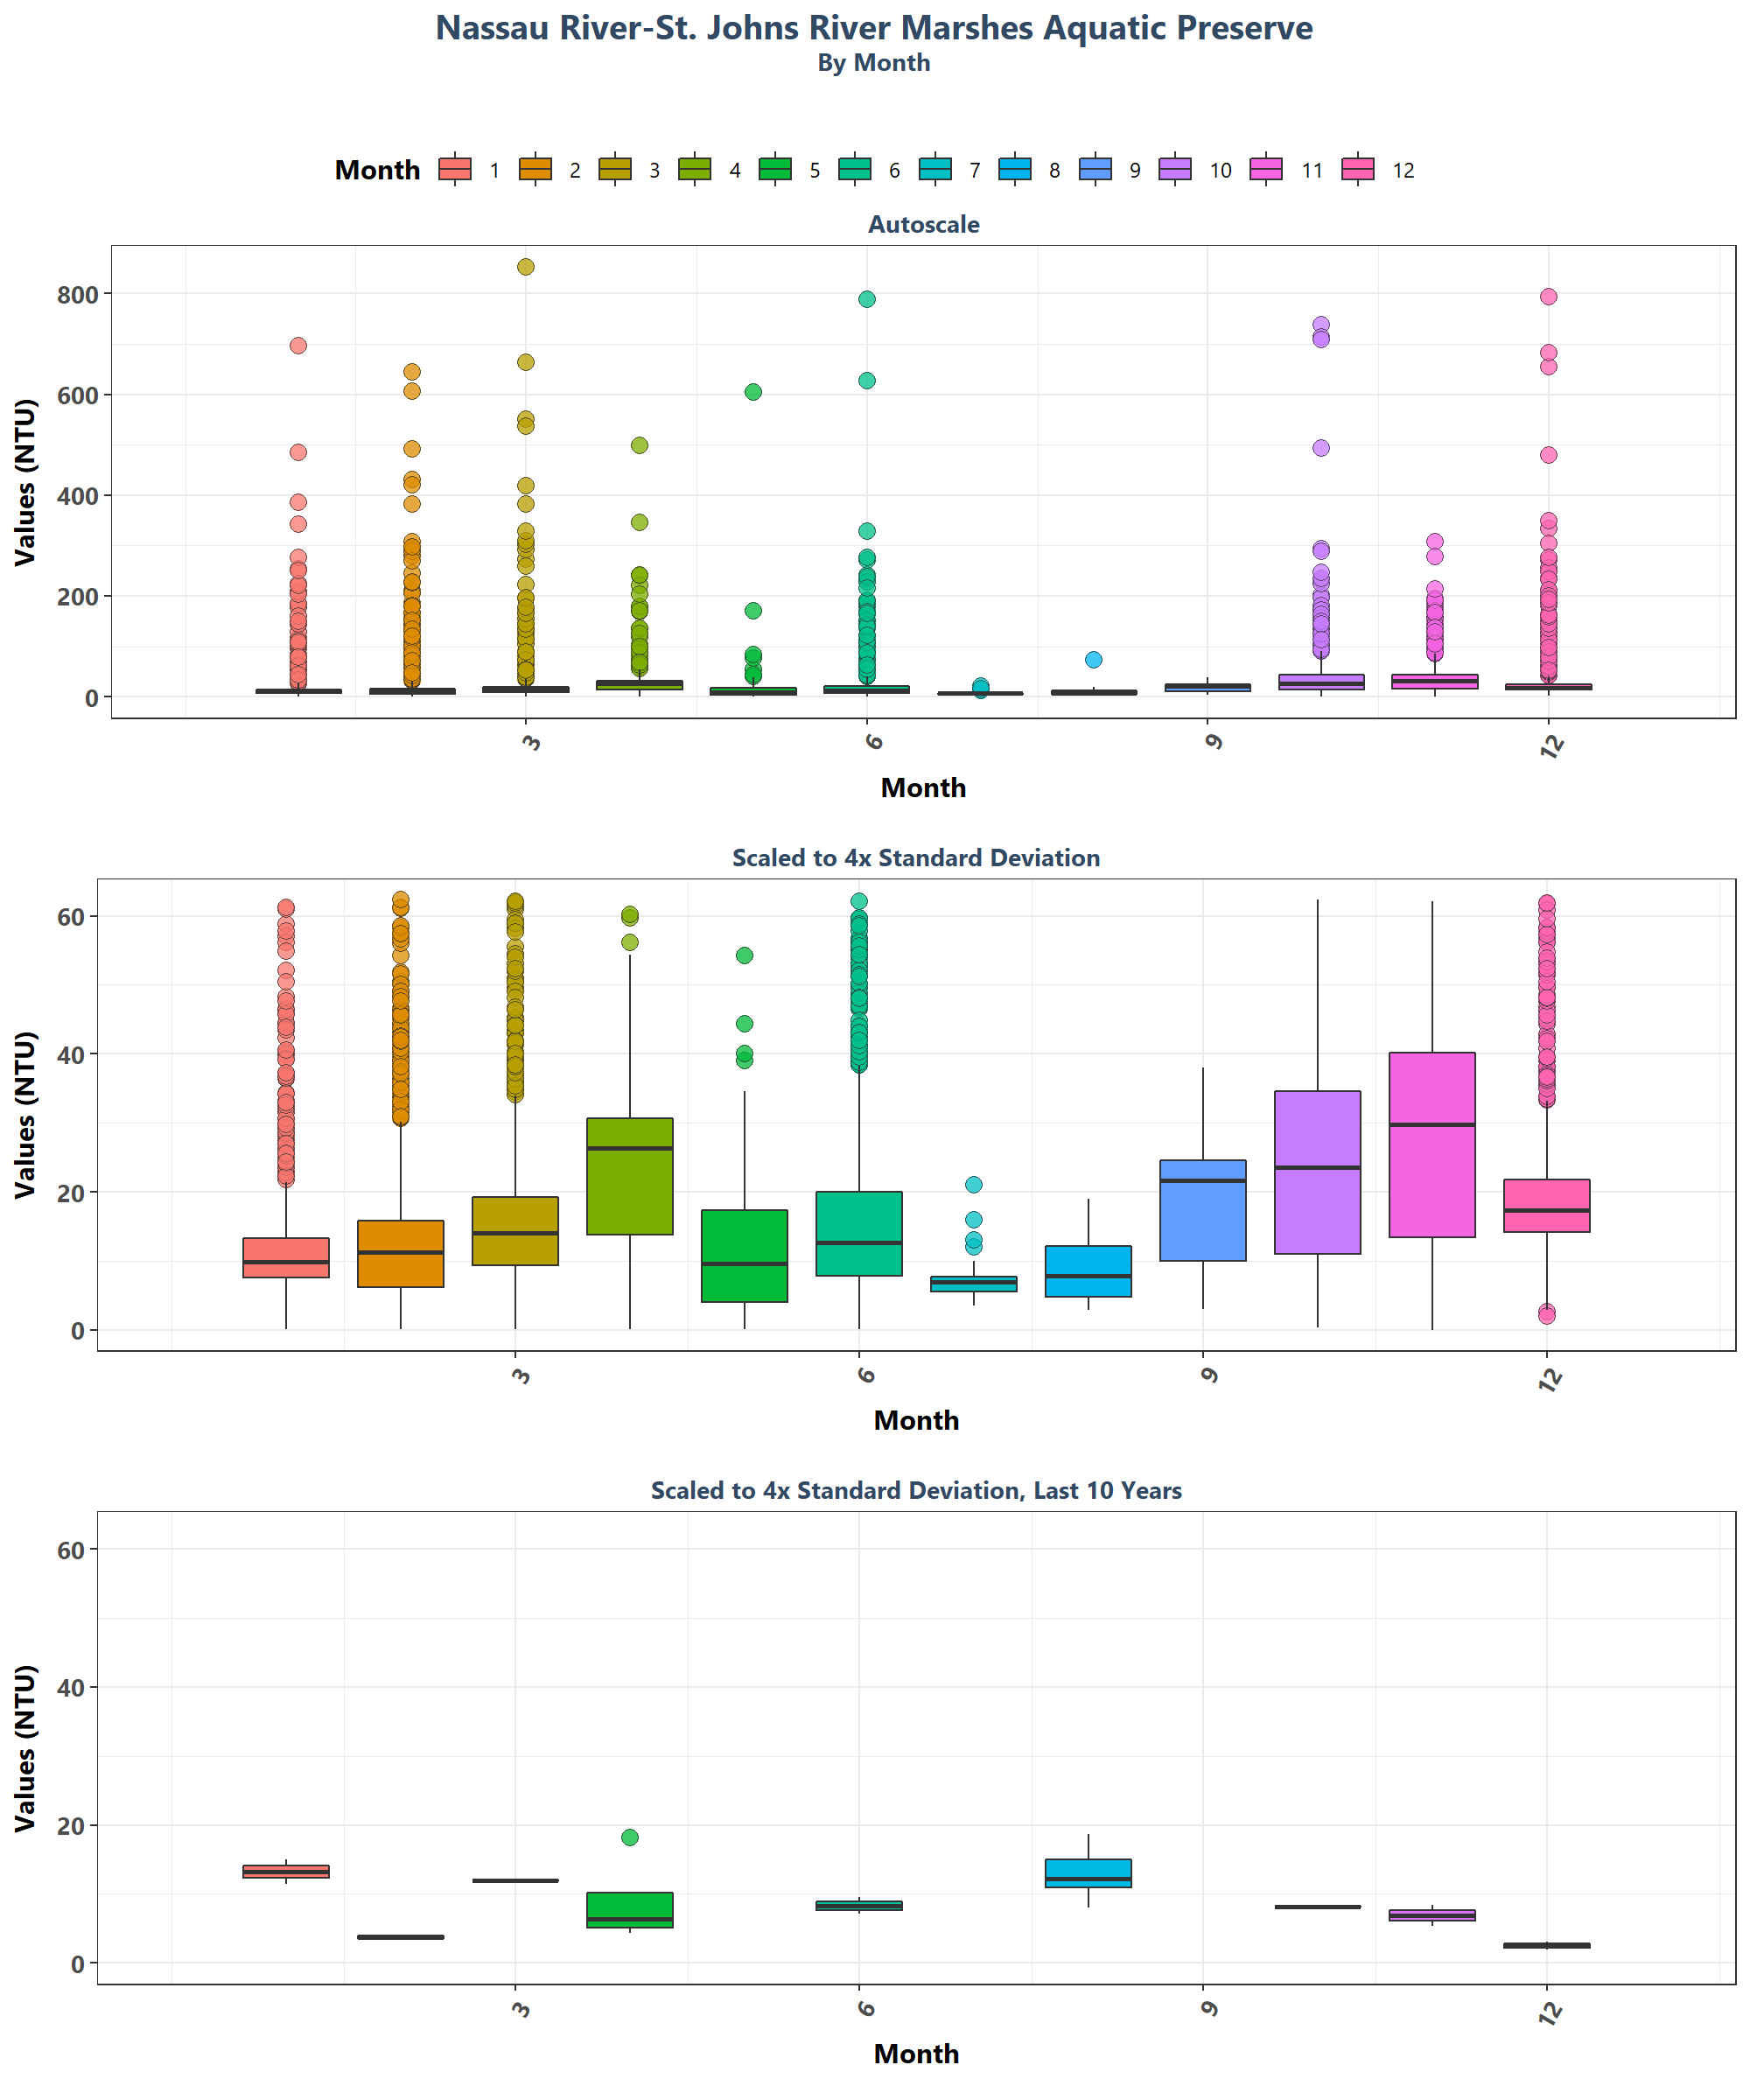 Nassau River-St. Johns River Marshes Aquatic Preserve
By Month
Month 1 2 3 4 5 6 7 8 9 10 11 12
Autoscale
Values (NTU)
800
600
400
200
0
3 6 9 12
Month
Scaled to 4x Standard Deviation
Values (NTU)
60
40
20
0
3 6 9 12
Month
Scaled to 4x Standard Deviation, Last 10 Years
Values (NTU)
60
40
20
0
3 6 9 12
Month